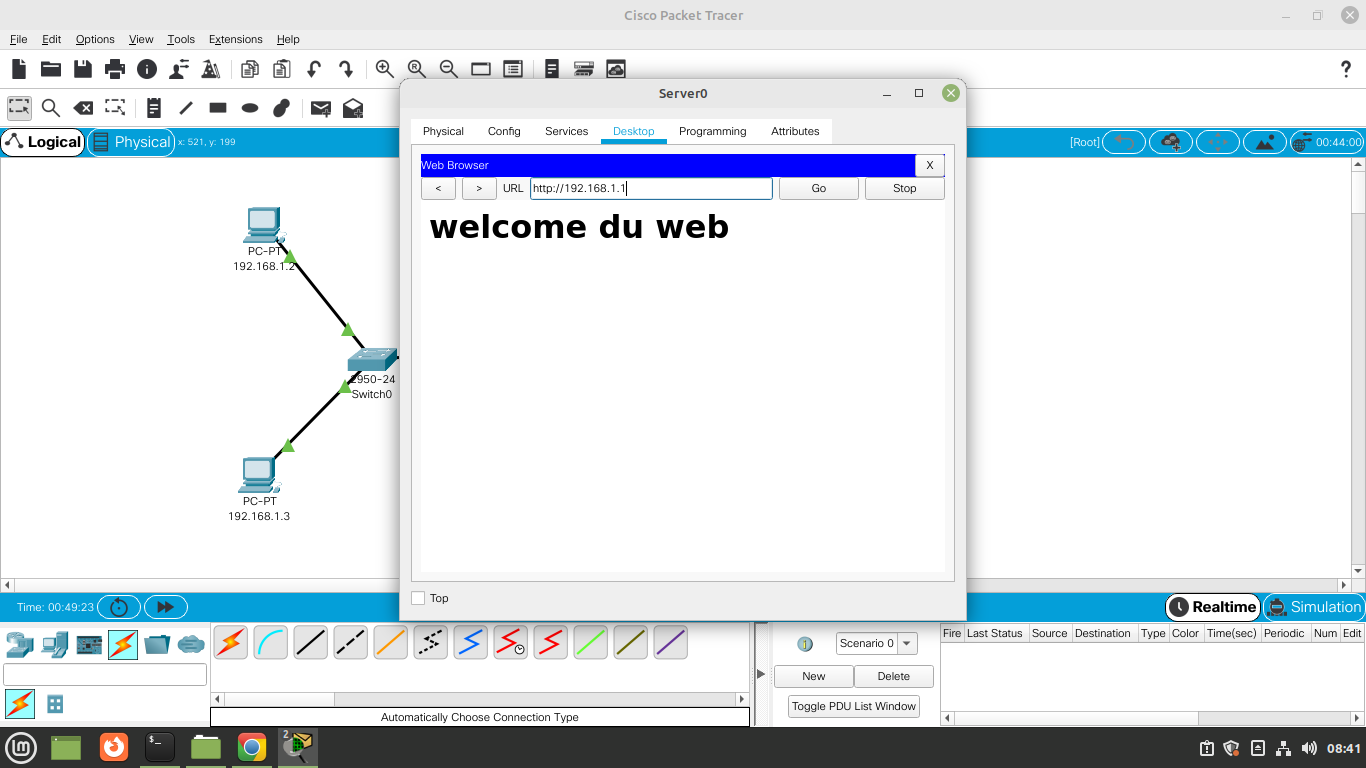 Cisco Packet Tracer
File Edit Options View Tools Extensions Help
?
Server0
Physical Config Services Desktop Programming Attributes
Logical Physical x: 521, y: 199 [Root] 00:44:00
Web Browser X
< > URL http://192.168.1.1 Go Stop
welcome du web
PC-PT
192.168.1.2
2950-24
Switch0
PC-PT
192.168.1.3
Top
Time: 00:49:23 Realtime Simulation
Scenario 0
Fire Last Status Source Destination Type Color Time(sec) Periodic Num Edit
New Delete
Toggle PDU List Window
Automatically Choose Connection Type
2
08:41